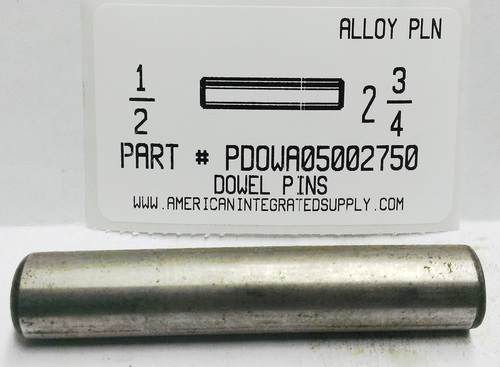 ALLOY PLN
1/2
2 3/4
PART # PDOWA05002750
DOWEL PINS
WWW.AMERICANINTEGRATEDSUPPLY.COM